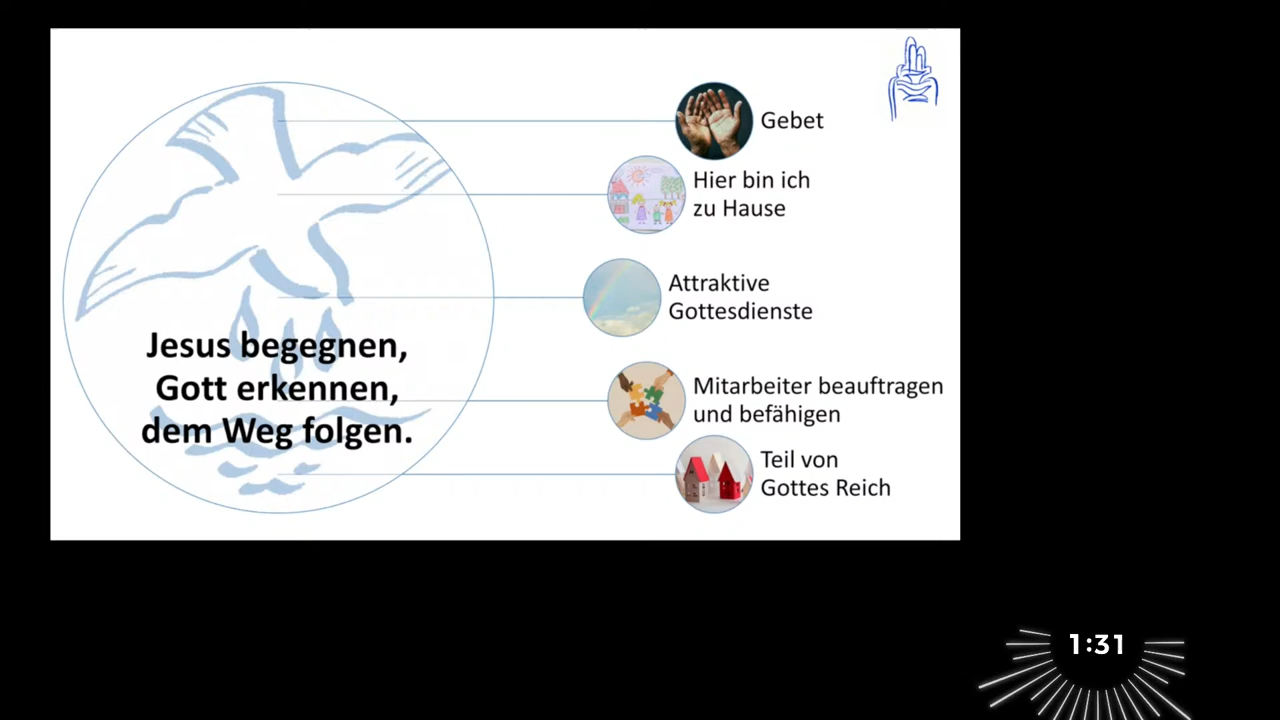 Gebet
Hier bin ich
zu Hause
Attraktive
Gottesdienste
Jesus begegnen,
Gott erkennen,
dem Weg folgen.
Mitarbeiter beauftragen
und befähigen
Teil von
Gottes Reich
1:31